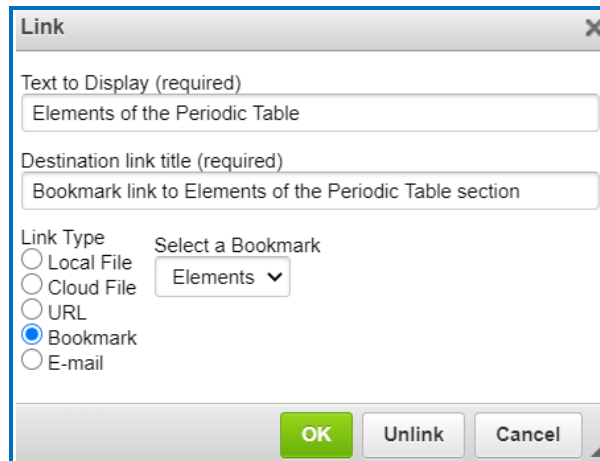 Link
Text to Display (required)
Elements of the Periodic Table
Destination link title (required)
Bookmark link to Elements of the Periodic Table section
Link Type
Select a Bookmark
Local File
Elements
Cloud File
URL
Bookmark
E-mail
OK
Unlink
Cancel